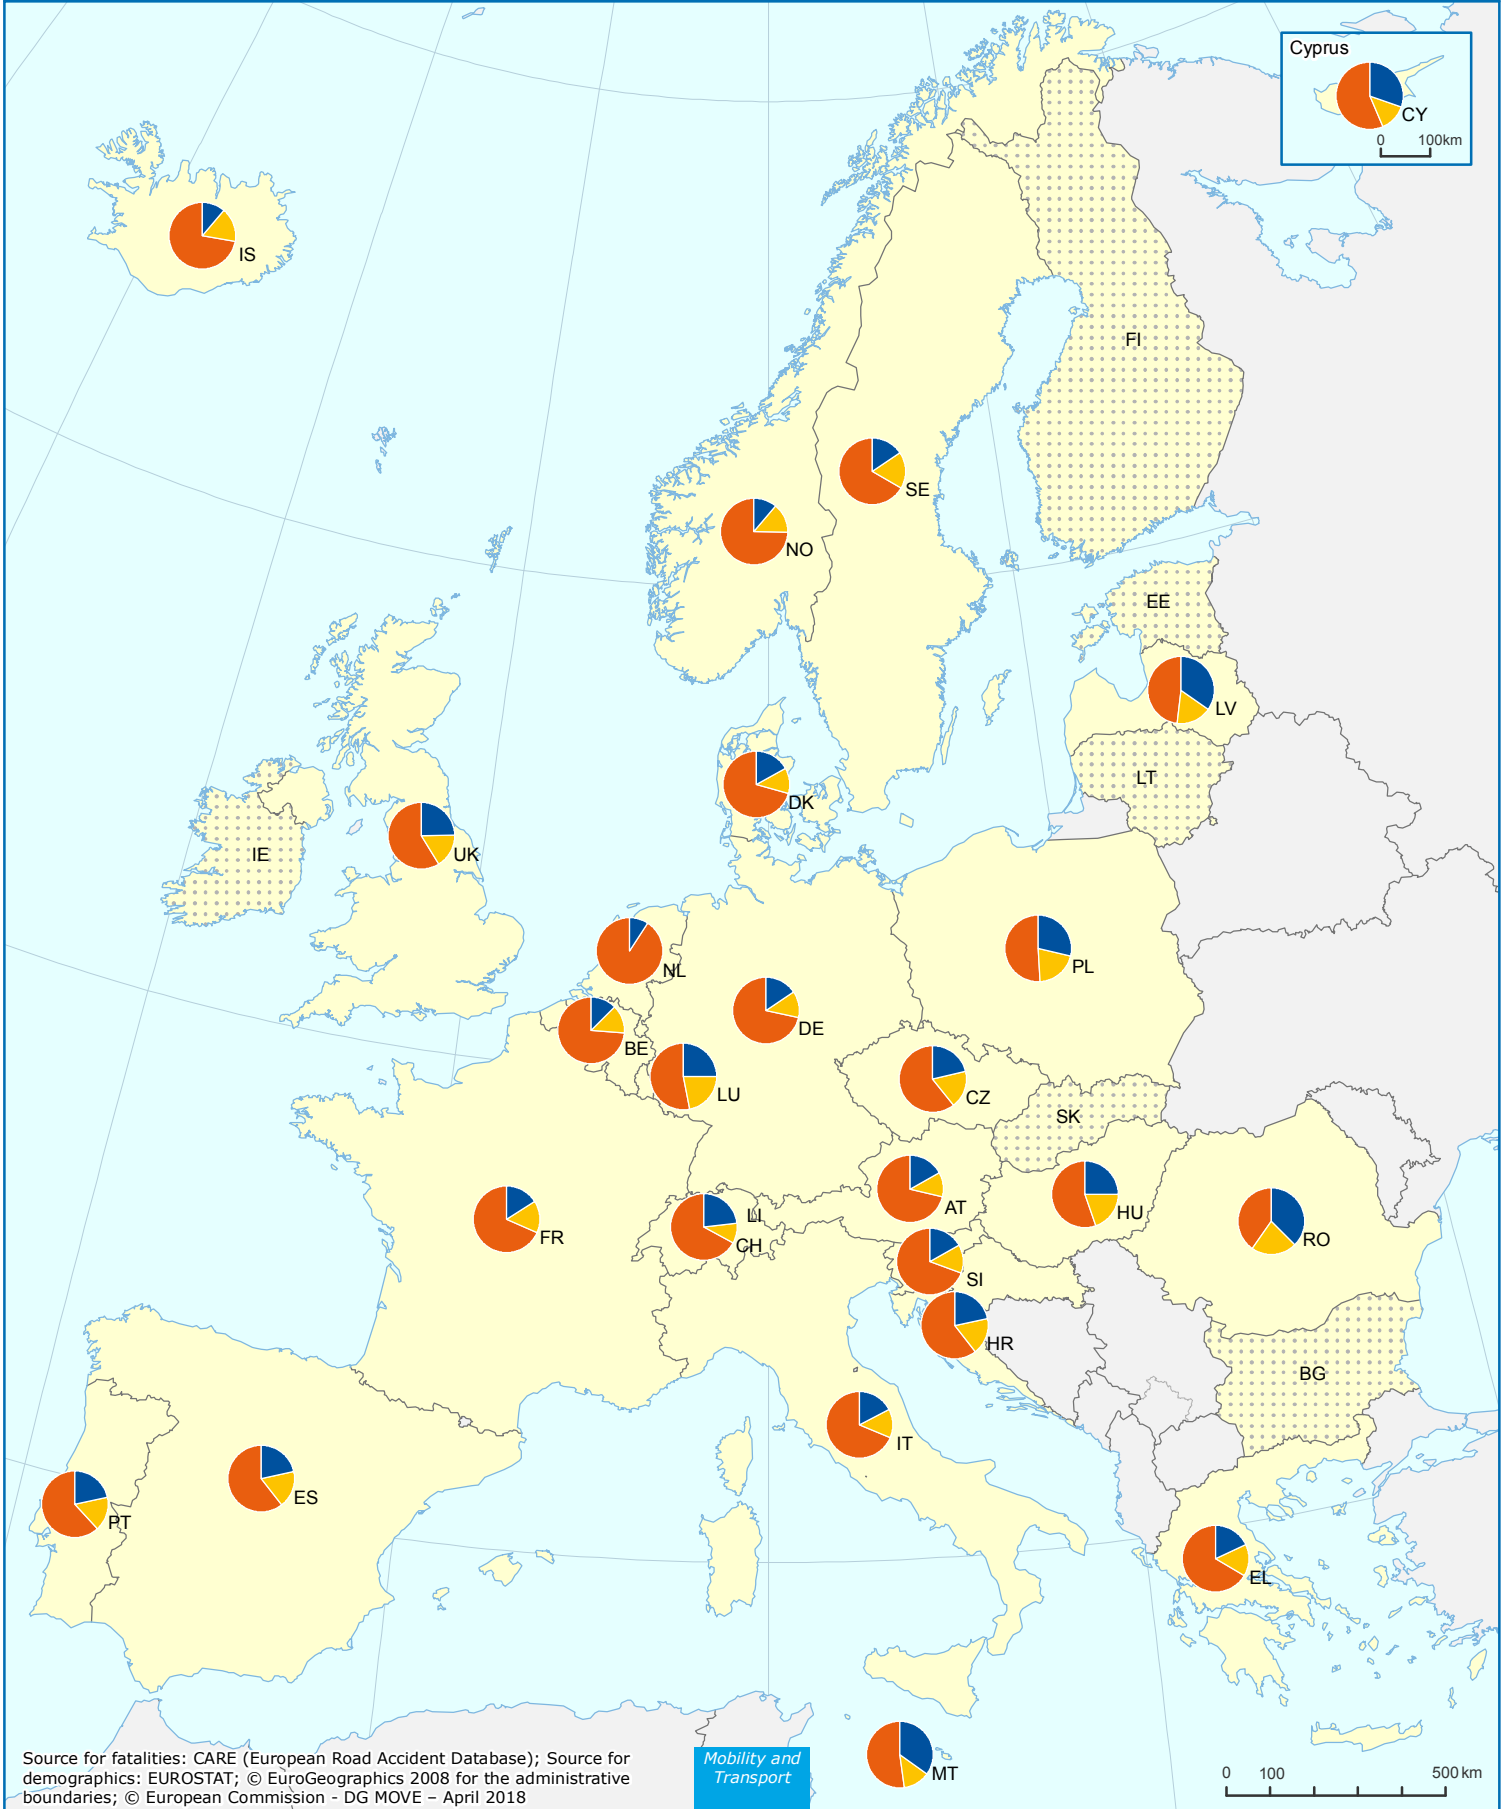 Cyprus
CY
0 100km
IS
FI
SE
NO
EE
LV
LT
DK
IE
UK
NL
PL
DE
BE
LU
CZ
SK
AT
HU
LI
CH
FR
RO
SI
HR
BG
IT
ES
PT
EL
MT
Source for fatalities: CARE (European Road Accident Database); Source for
demographics: EUROSTAT; © EuroGeographics 2008 for the administrative
boundaries; © European Commission - DG MOVE – April 2018
Mobility and
Transport
0 100 500 km